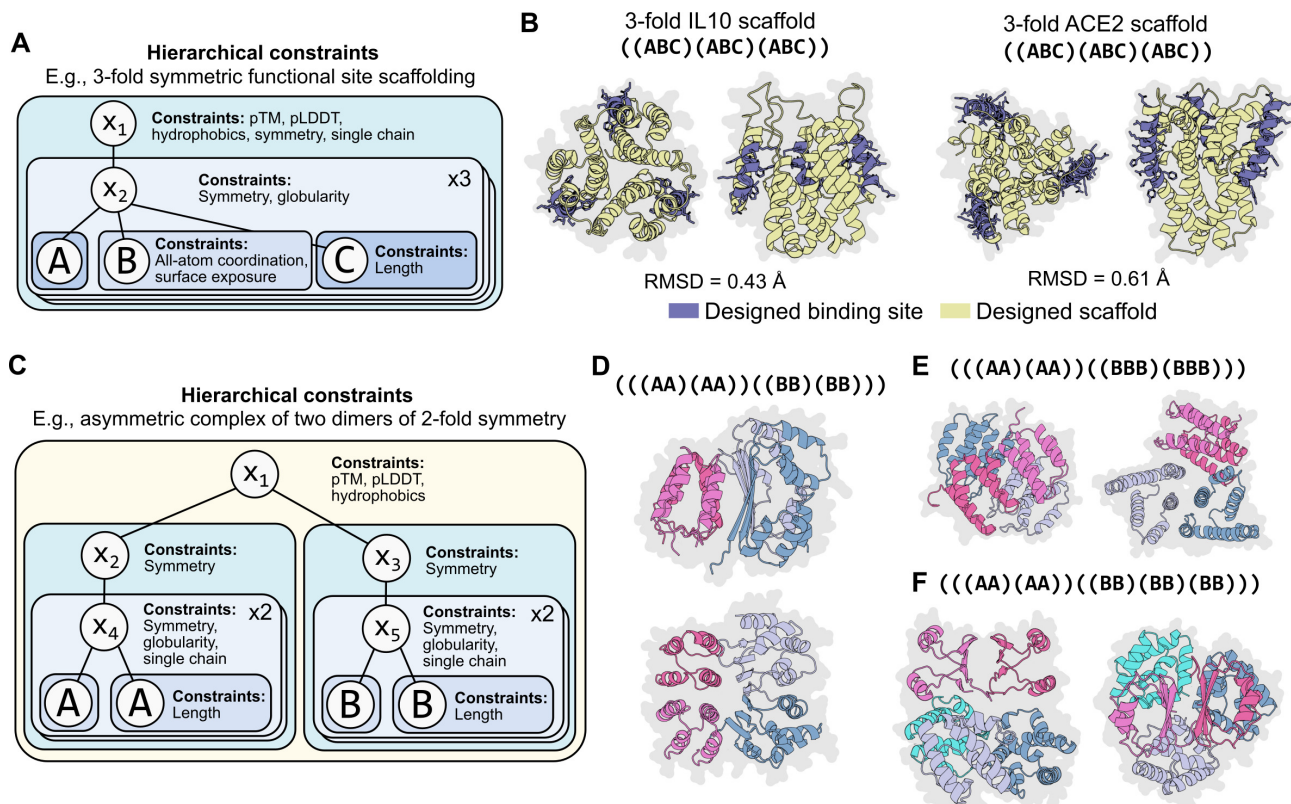 A
Hierarchical constraints
E.g., 3-fold symmetric functional site scaffolding
x1
Constraints: pTM, pLDDT,
hydrophobics, symmetry, single chain
x2
Constraints:
Symmetry, globularity
x3
A
B
Constraints:
All-atom coordination,
surface exposure
C
Constraints:
Length
B
3-fold IL10 scaffold
((ABC)(ABC)(ABC))
RMSD = 0.43 Å
3-fold ACE2 scaffold
((ABC)(ABC)(ABC))
RMSD = 0.61 Å
Designed binding site
Designed scaffold
C
Hierarchical constraints
E.g., asymmetric complex of two dimers of 2-fold symmetry
x1
Constraints:
pTM, pLDDT,
hydrophobics
x2
Constraints:
Symmetry
x4
Constraints:
Symmetry,
globularity,
single chain
x2
A
A
Constraints:
Length
x3
Constraints:
Symmetry
x5
Constraints:
Symmetry,
globularity,
single chain
x2
B
B
Constraints:
Length
D
(((AA)(AA))((BB)(BB)))
E
(((AA)(AA))((BBB)(BBB)))
F
(((AA)(AA))((BB)(BB)(BB)))